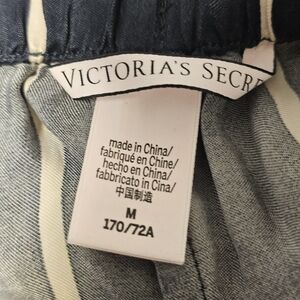 VICTORIA'S SECR
made in China/
fabriqué en Chine/
hecho en China/
fabbricato in Cina/
中国制造
M
170/72A